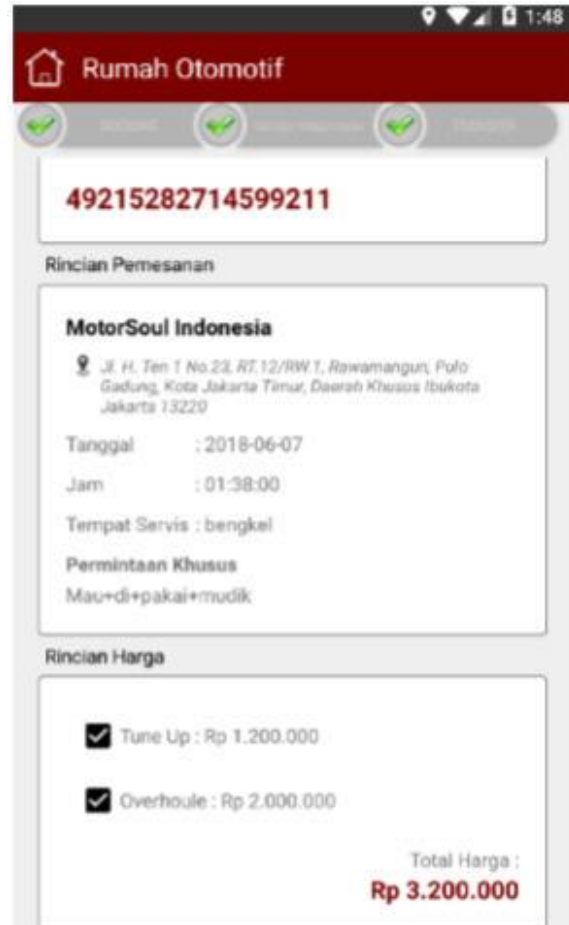 1:48
Rumah Otomotif
49215282714599211
Rincian Pemesanan
MotorSoul Indonesia
Jl. H. Ten 1 No.23, RT.12/RW.1, Rawamangun, Pulo
Gadung, Kota Jakarta Timur, Daerah Khusus Ibukota
Jakarta 13220
Tanggal : 2018-06-07
Jam : 01:38:00
Tempat Servis : bengkel
Permintaan Khusus
Mau+di+pakai+mudik
Rincian Harga
Tune Up : Rp 1.200.000
Overhoule : Rp 2.000.000
Total Harga :
Rp 3.200.000